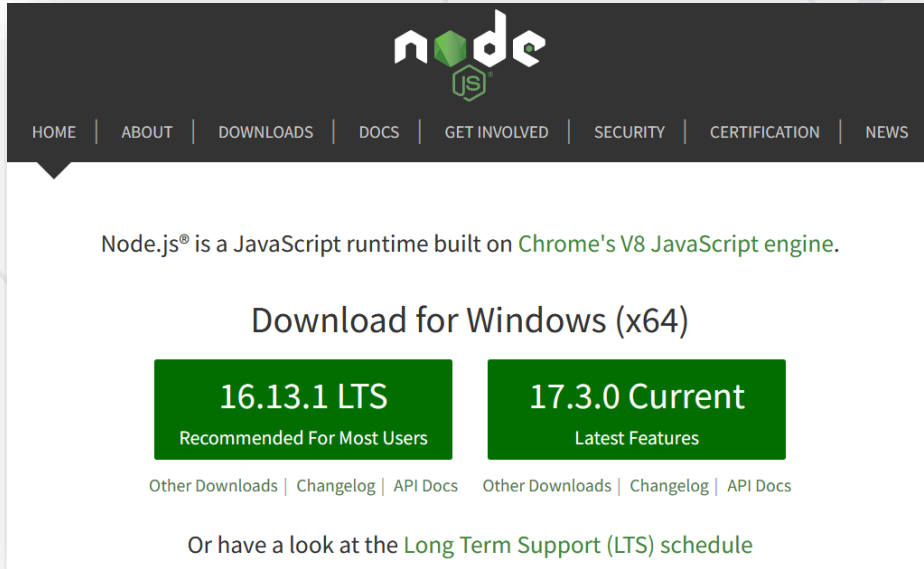 node
JS®
HOME | ABOUT | DOWNLOADS | DOCS | GET INVOLVED | SECURITY | CERTIFICATION | NEWS
Node.js® is a JavaScript runtime built on Chrome's V8 JavaScript engine.
Download for Windows (x64)
16.13.1 LTS 17.3.0 Current
Recommended For Most Users Latest Features
Other Downloads | Changelog | API Docs Other Downloads | Changelog | API Docs
Or have a look at the Long Term Support (LTS) schedule